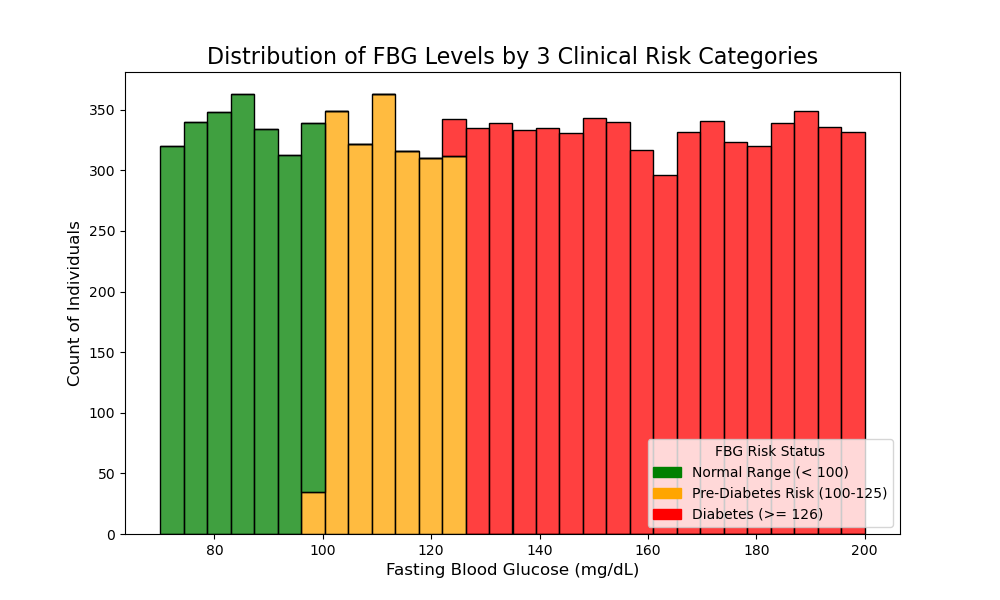 Distribution of FBG Levels by 3 Clinical Risk Categories
Count of Individuals
350
300
250
200
150
100
50
0
FBG Risk Status
Normal Range (< 100)
Pre-Diabetes Risk (100-125)
Diabetes (>= 126)
80 100 120 140 160 180 200
Fasting Blood Glucose (mg/dL)